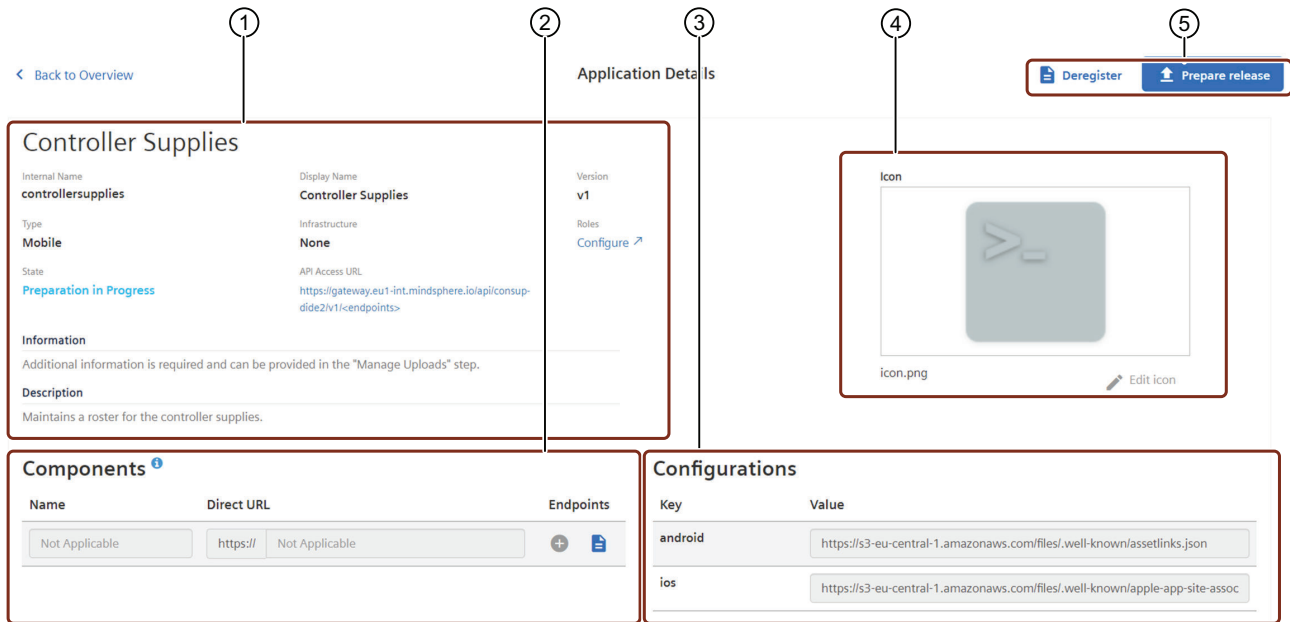 1 2 3 4 5
Back to Overview
Application Details
Deregister
Prepare release
Controller Supplies
Internal Name Display Name Version
controllersupplies Controller Supplies v1
Type Infrastructure Roles
Mobile None Configure
State API Access URL
Preparation in Progress https://gateway.eu1-int.mindsphere.io/api/consup-
dide2/v1/<endpoints>
Information
Additional information is required and can be provided in the "Manage Uploads" step.
Description
Maintains a roster for the controller supplies.
Icon
>_
icon.png
Edit icon
Components
Name Direct URL Endpoints
Not Applicable https:// Not Applicable
Configurations
Key Value
android https://s3-eu-central-1.amazonaws.com/files/.well-known/assetlinks.json
ios https://s3-eu-central-1.amazonaws.com/files/.well-known/apple-app-site-assoc